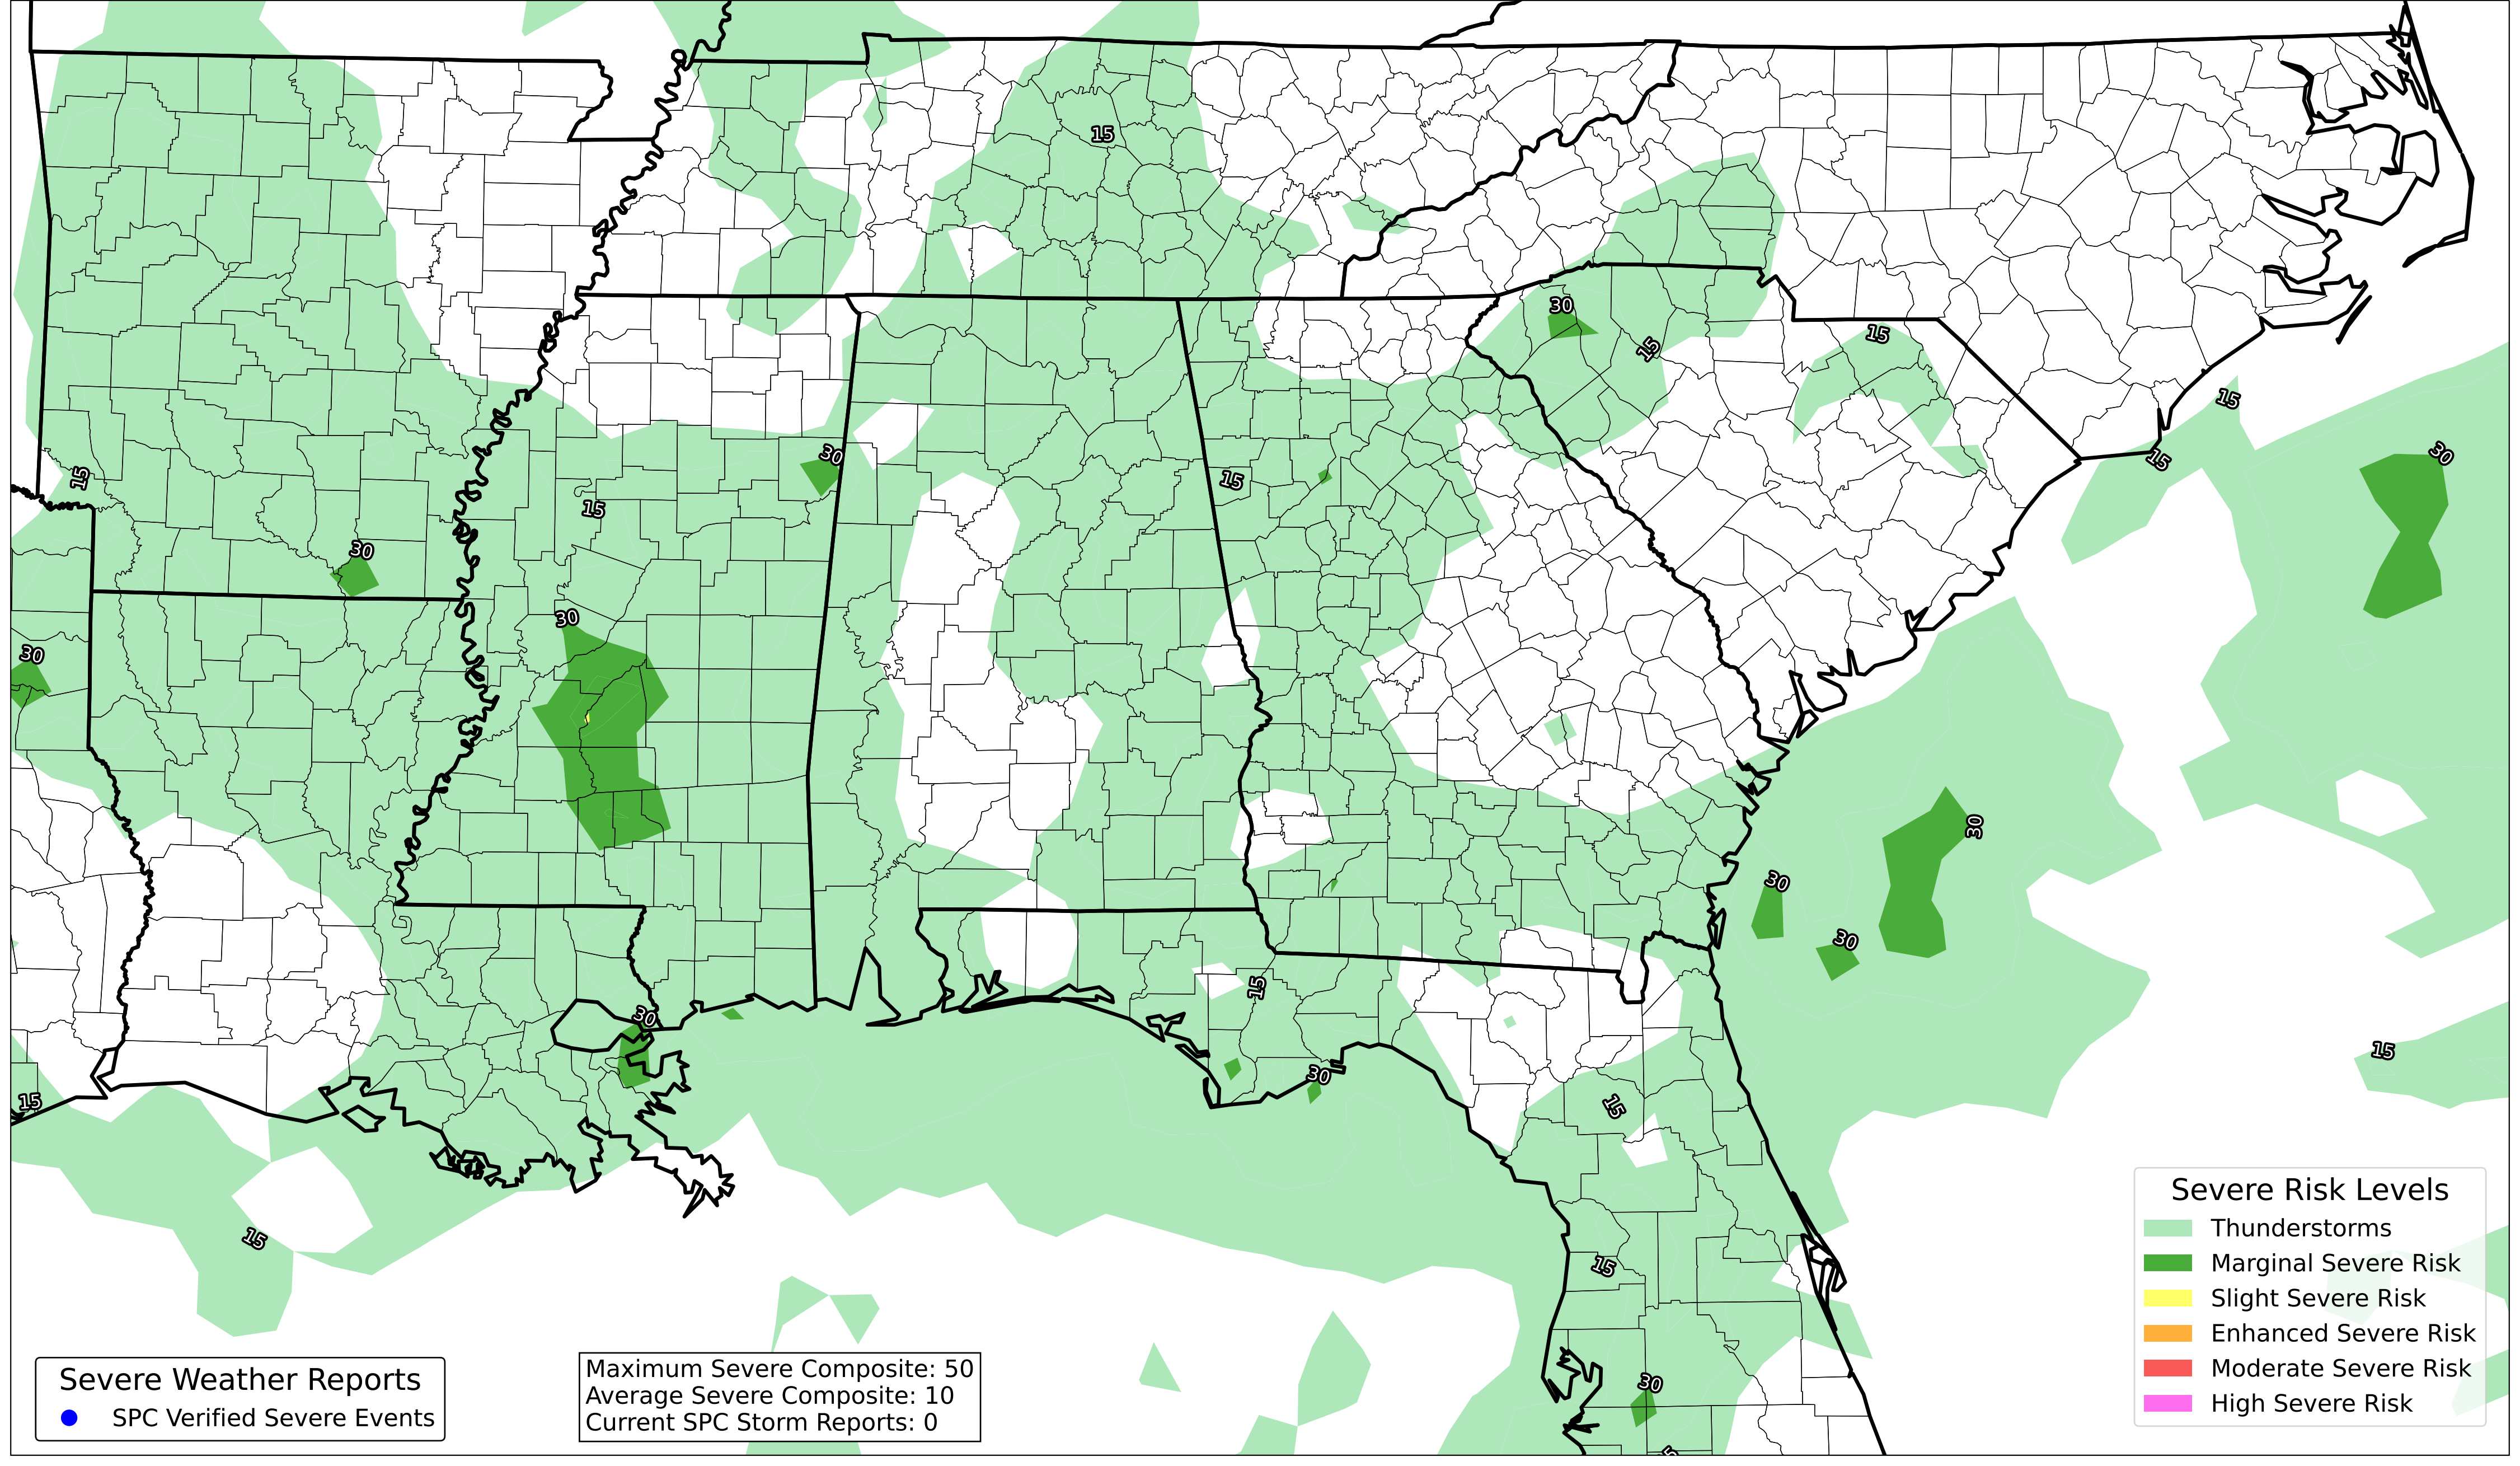 15
30
15
15
15
15
30
30
15
15
15
30
15
30
30
30
30
30
30
15
30
15
30
15
15
15
15
30
Severe Risk Levels
Thunderstorms
Marginal Severe Risk
Slight Severe Risk
Enhanced Severe Risk
Moderate Severe Risk
High Severe Risk
Severe Weather Reports
SPC Verified Severe Events
Maximum Severe Composite: 50
Average Severe Composite: 10
Current SPC Storm Reports: 0